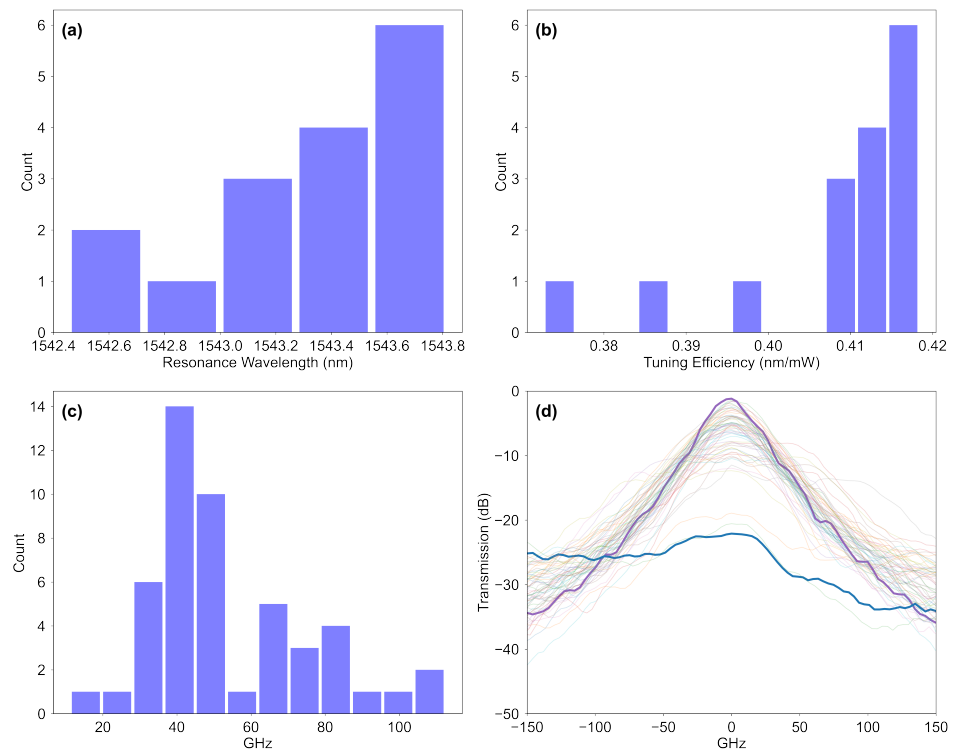 (a)
Count
6
5
4
3
2
1
0
1542.4 1542.6 1542.8 1543.0 1543.2 1543.4 1543.6 1543.8
Resonance Wavelength (nm)
(b)
Count
6
5
4
3
2
1
0
0.38 0.39 0.40 0.41 0.42
Tuning Efficiency (nm/mW)
(c)
Count
14
12
10
8
6
4
2
0
20 40 60 80 100
GHz
(d)
Transmission (dB)
0
−10
−20
−30
−40
−50
−150 −100 −50 0 50 100 150
GHz